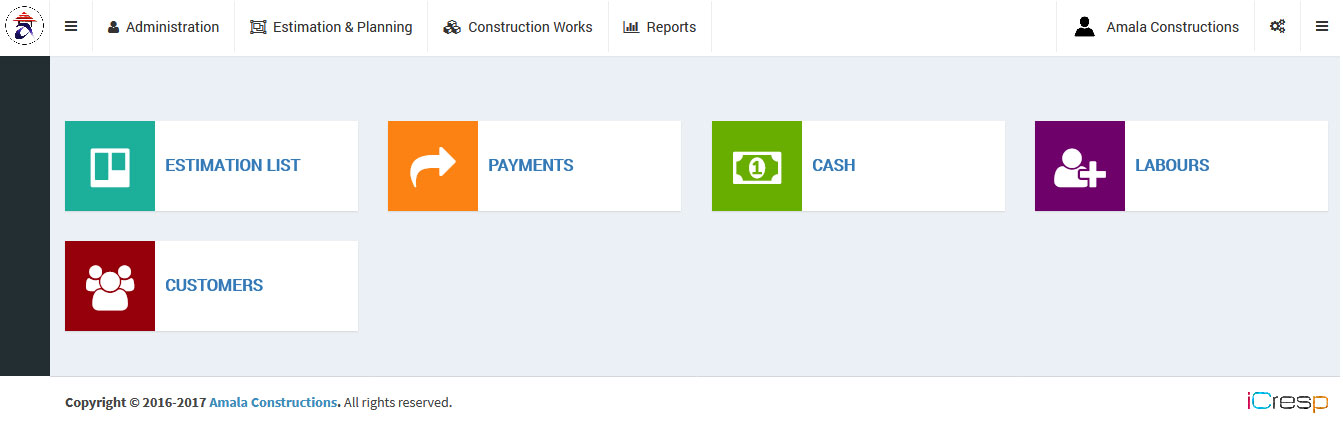 Administration
Estimation & Planning
Construction Works
Reports
Amala Constructions
ESTIMATION LIST
PAYMENTS
1
CASH
LABOURS
CUSTOMERS
Copyright © 2016-2017 Amala Constructions. All rights reserved.
iCresp